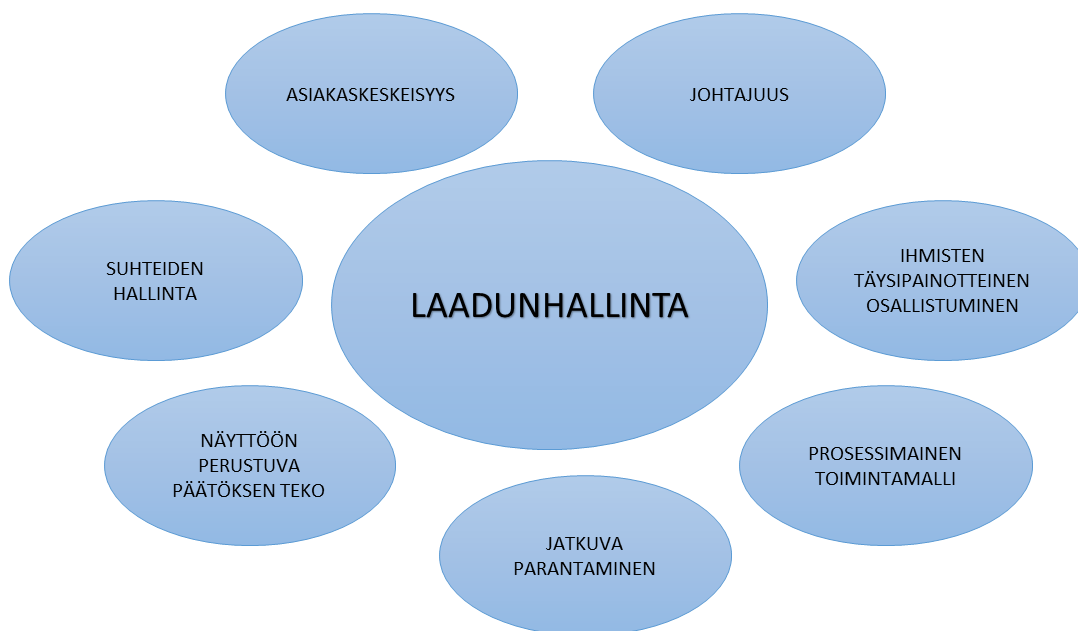 ASIAKASKESKEISYYS
JOHTAJUUS
SUHTEIDEN
HALLINTA
LAADUNHALLINTA
IHMISTEN
TÄYSIPAINOTTEINEN
OSALLISTUMINEN
NÄYTTÖÖN
PERUSTUVA
PÄÄTÖKSEN TEKO
PROSESSIMAINEN
TOIMINTAMALLI
JATKUVA
PARANTAMINEN